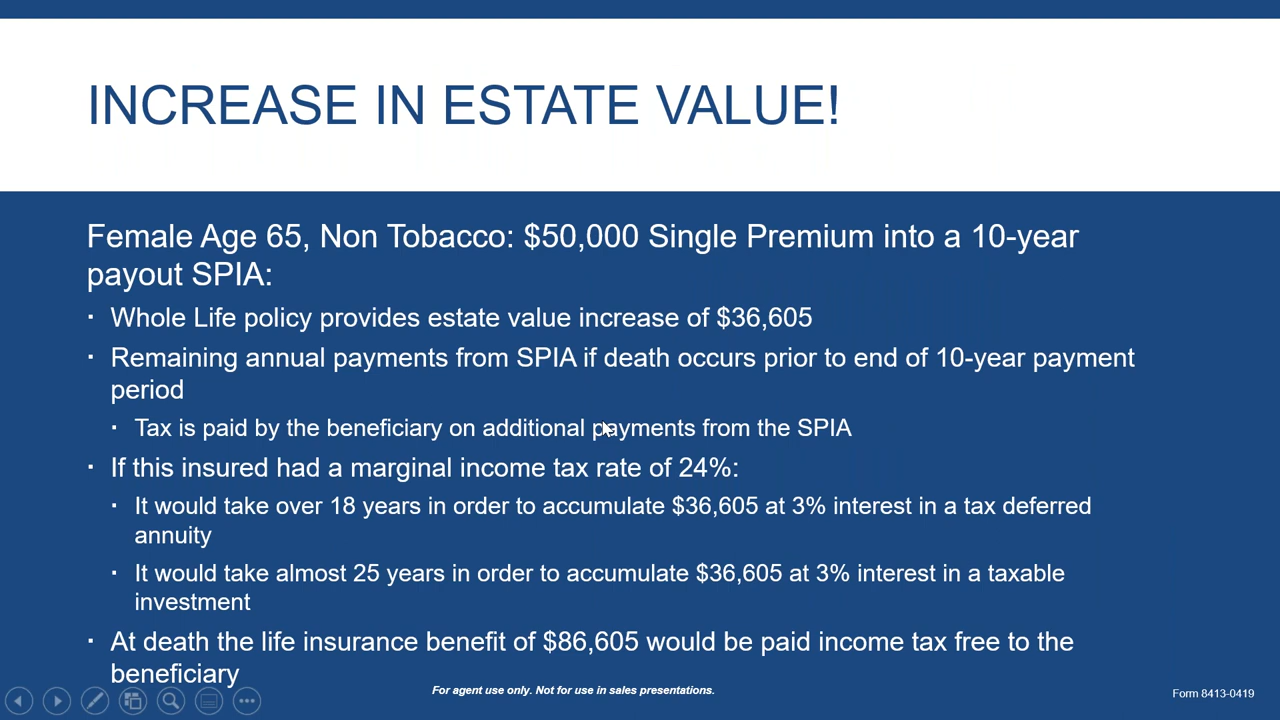 INCREASE IN ESTATE VALUE!
Female Age 65, Non Tobacco: $50,000 Single Premium into a 10-year
payout SPIA:
· Whole Life policy provides estate value increase of $36,605
· Remaining annual payments from SPIA if death occurs prior to end of 10-year payment
period
· Tax is paid by the beneficiary on additional payments from the SPIA
· If this insured had a marginal income tax rate of 24%:
· It would take over 18 years in order to accumulate $36,605 at 3% interest in a tax deferred
annuity
· It would take almost 25 years in order to accumulate $36,605 at 3% interest in a taxable
investment
· At death the life insurance benefit of $86,605 would be paid income tax free to the
beneficiary
For agent use only. Not for use in sales presentations.
Form 8413-0419